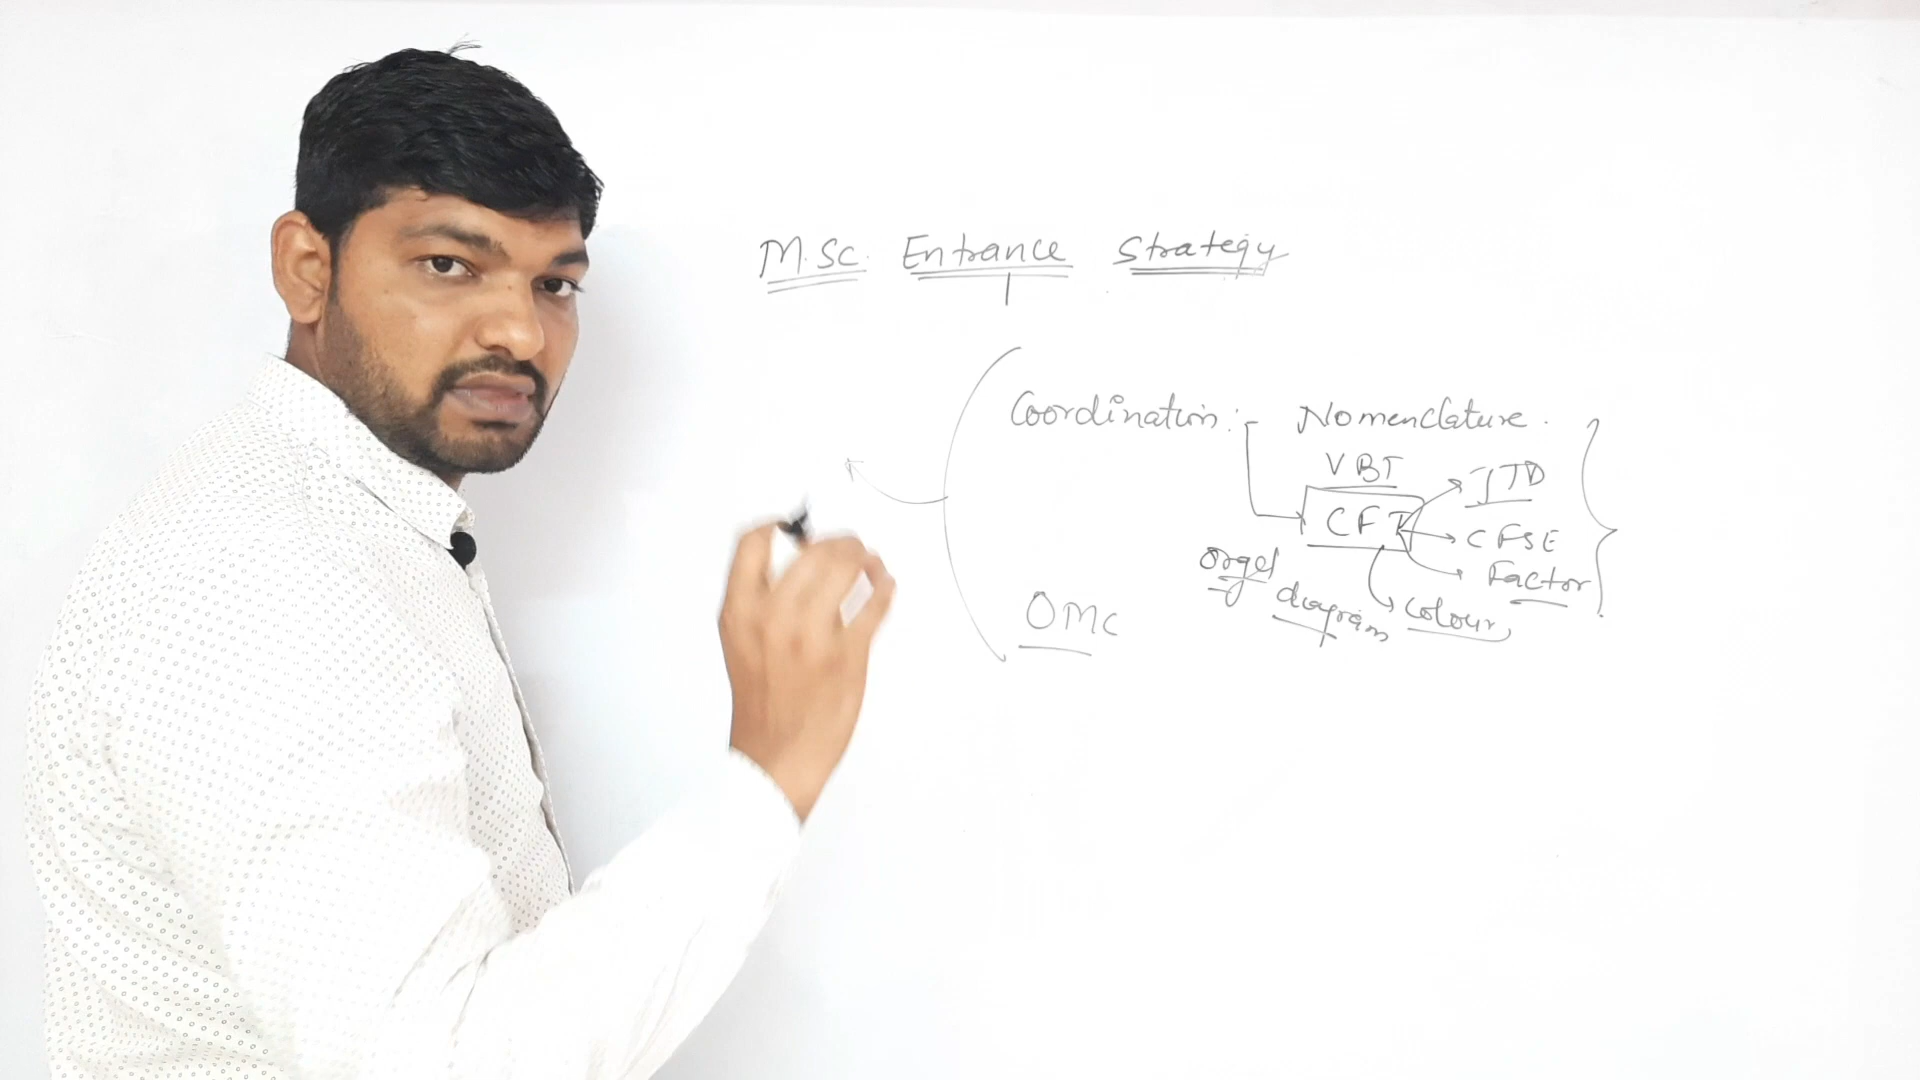 M.Sc. Entrance Strategy
Coordination :- Nomenclature.
VBT
CFT
JTD
CFSE
Factor
Colour
Orgel
diagram
OMC